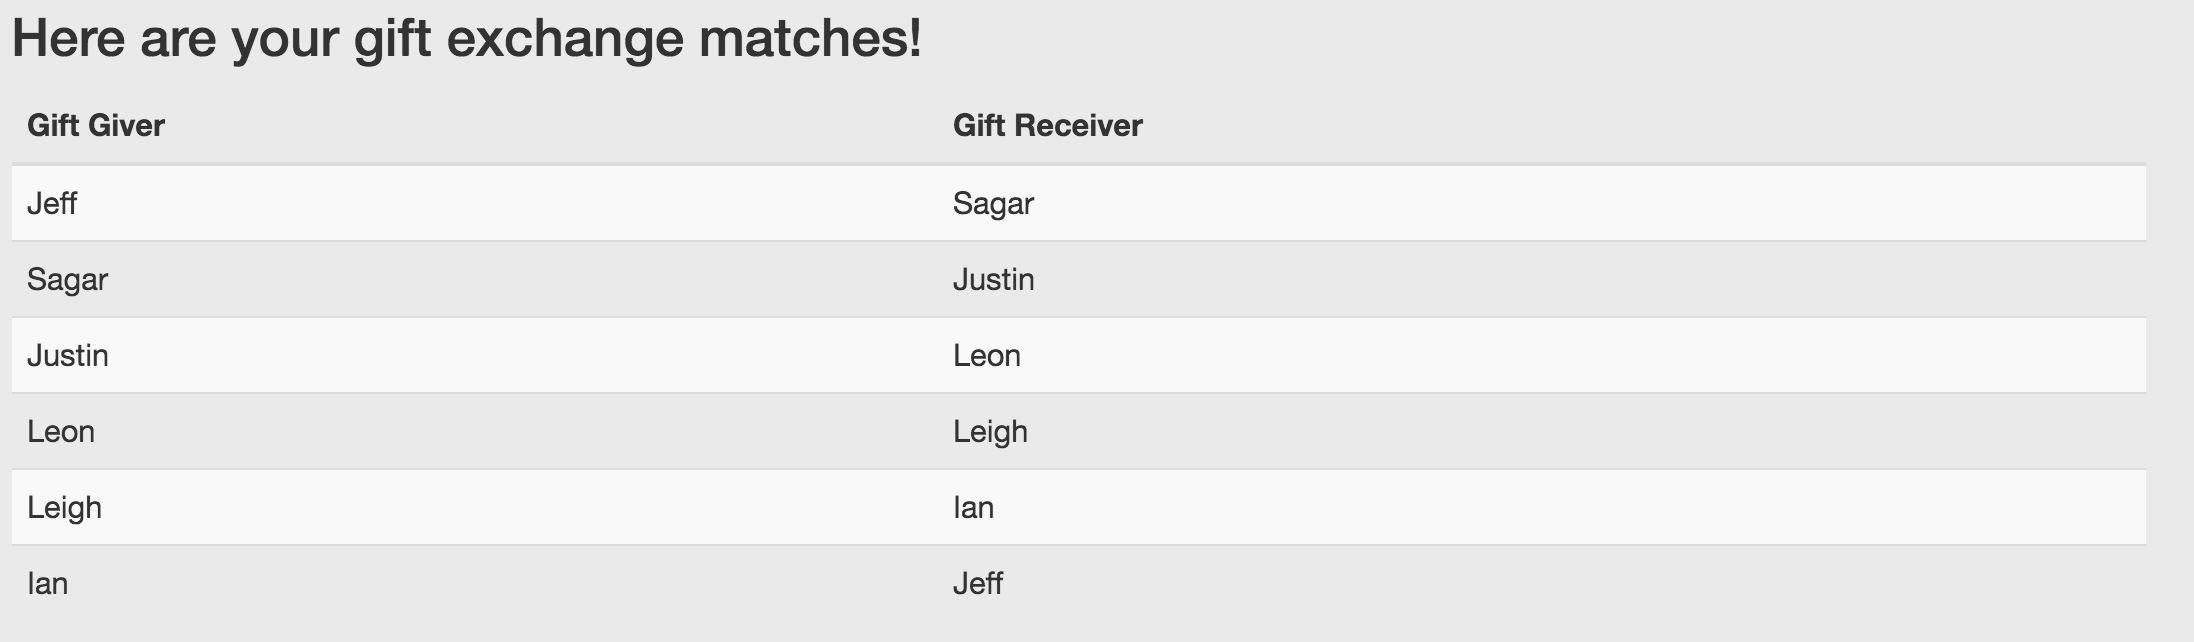 Here are your gift exchange matches!
Gift Giver Gift Receiver
Jeff Sagar
Sagar Justin
Justin Leon
Leon Leigh
Leigh Ian
Ian Jeff